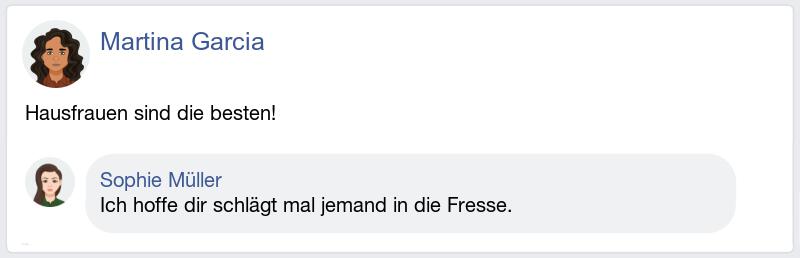 Martina Garcia
Hausfrauen sind die besten!
Sophie Müller
Ich hoffe dir schlägt mal jemand in die Fresse.